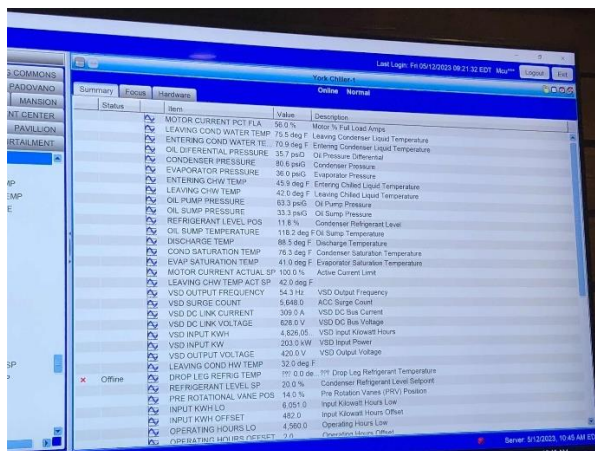 Last Login: Fri 05/12/2023 09:21:32 EDT Mcu*** Logout Exit
York Chiller-1
Online Normal
Summary Focus Hardware
COMMONS
PADOVANO
MANSION
NT CENTER
PAVILLION
RTAILMENT
MP
EMP
E
SP
Status Item Value Description
MOTOR CURRENT PCT FLA 56.0 % Motor % Full Load Amps
LEAVING COND WATER TEMP 75.5 deg F Leaving Condenser Liquid Temperature
ENTERING COND WATER TE... 70.9 deg F Entering Condenser Liquid Temperature
OIL DIFERENTIAL PRESSURE 35.7 psiD Oil Pressure Differential
CONDENSER PRESSURE 80.6 psiG Condenser Pressure
EVAPORATOR PRESSURE 36.0 psiG Evaporator Pressure
ENTERING CHW TEMP 45.9 deg F Entering Chilled Liquid Temperature
LEAVING CHW TEMP 42.0 deg F Leaving Chilled Liquid Temperature
OIL PUMP PRESSURE 63.3 psiG Oil Pump Pressure
OIL SUMP PRESSURE 33.3 psiG Oil Sump Pressure
REFRIGERANT LEVEL POS 11.8 % Condenser Refrigerant Level
OIL SUMP TEMPERATURE 118.2 deg F Oil Sump Temperature
DISCHARGE TEMP 88.5 deg F Discharge Temperature
COND SATURATION TEMP 76.3 deg F Condenser Saturation Temperature
EVAP SATURATION TEMP 41.0 deg F Evaporator Saturation Temperature
MOTOR CURRENT ACTUAL SP 100.0 % Active Current Limit
LEAVING CHW TEMP ACT SP 42.0 deg F
VSD OUTPUT FREQUENCY 54.3 Hz VSD Output Frequency
VSD SURGE COUNT 5,648.0 ACC Surge Count
VSD DC LINK CURRENT 309.0 A VSD DC Bus Current
VSD DC LINK VOLTAGE 628.0 V VSD DC Bus Voltage
VSD INPUT KWH 4,826,05... VSD Input Kilowatt Hours
VSD INPUT KW 203.0 kW VSD Input Power
VSD OUTPUT VOLTAGE 420.0 V VSD Output Voltage
LEAVING COND HW TEMP 32.0 deg F
× Offline DROP LEG REFRIG TEMP ??? 0.0 de... ??? Drop Leg Refrigerant Temperature
REFRIGERANT LEVEL SP 20.0 % Condenser Refrigerant Level Setpoint
PRE ROTATIONAL VANE POS 14.0 % Pre Rotation Vanes (PRV) Position
INPUT KWH LO 6,051.0 Input Kilowatt Hours Low
INPUT KWH OFFSET 482.0 Input Kilowatt Hours Offset
OPERATING HOURS LO 4,560.0 Operating Hours Low
OPERATING HOURS OFFSET 2.0 Operating Hours Offset
Server: 5/12/2023, 10:45 AM ED